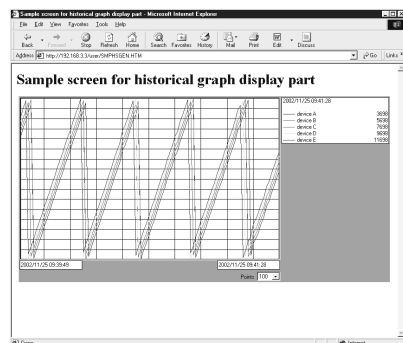 Sample screen for historical graph display part - Microsoft Internet Explorer
File Edit View Favorites Tools Help
Back Forward Stop Refresh Home Search Favorites History Mail Print Edit Discuss
Address http://192.168.3.3/user/SMPHSGEN.HTM Go Links
Sample screen for historical graph display part
2002/11/25 09:41:28
device A 3698
device B 5698
device C 7698
device D 9698
device E 11698
2002/11/25 09:39:49 2002/11/25 09:41:28
Points 100
Done Internet